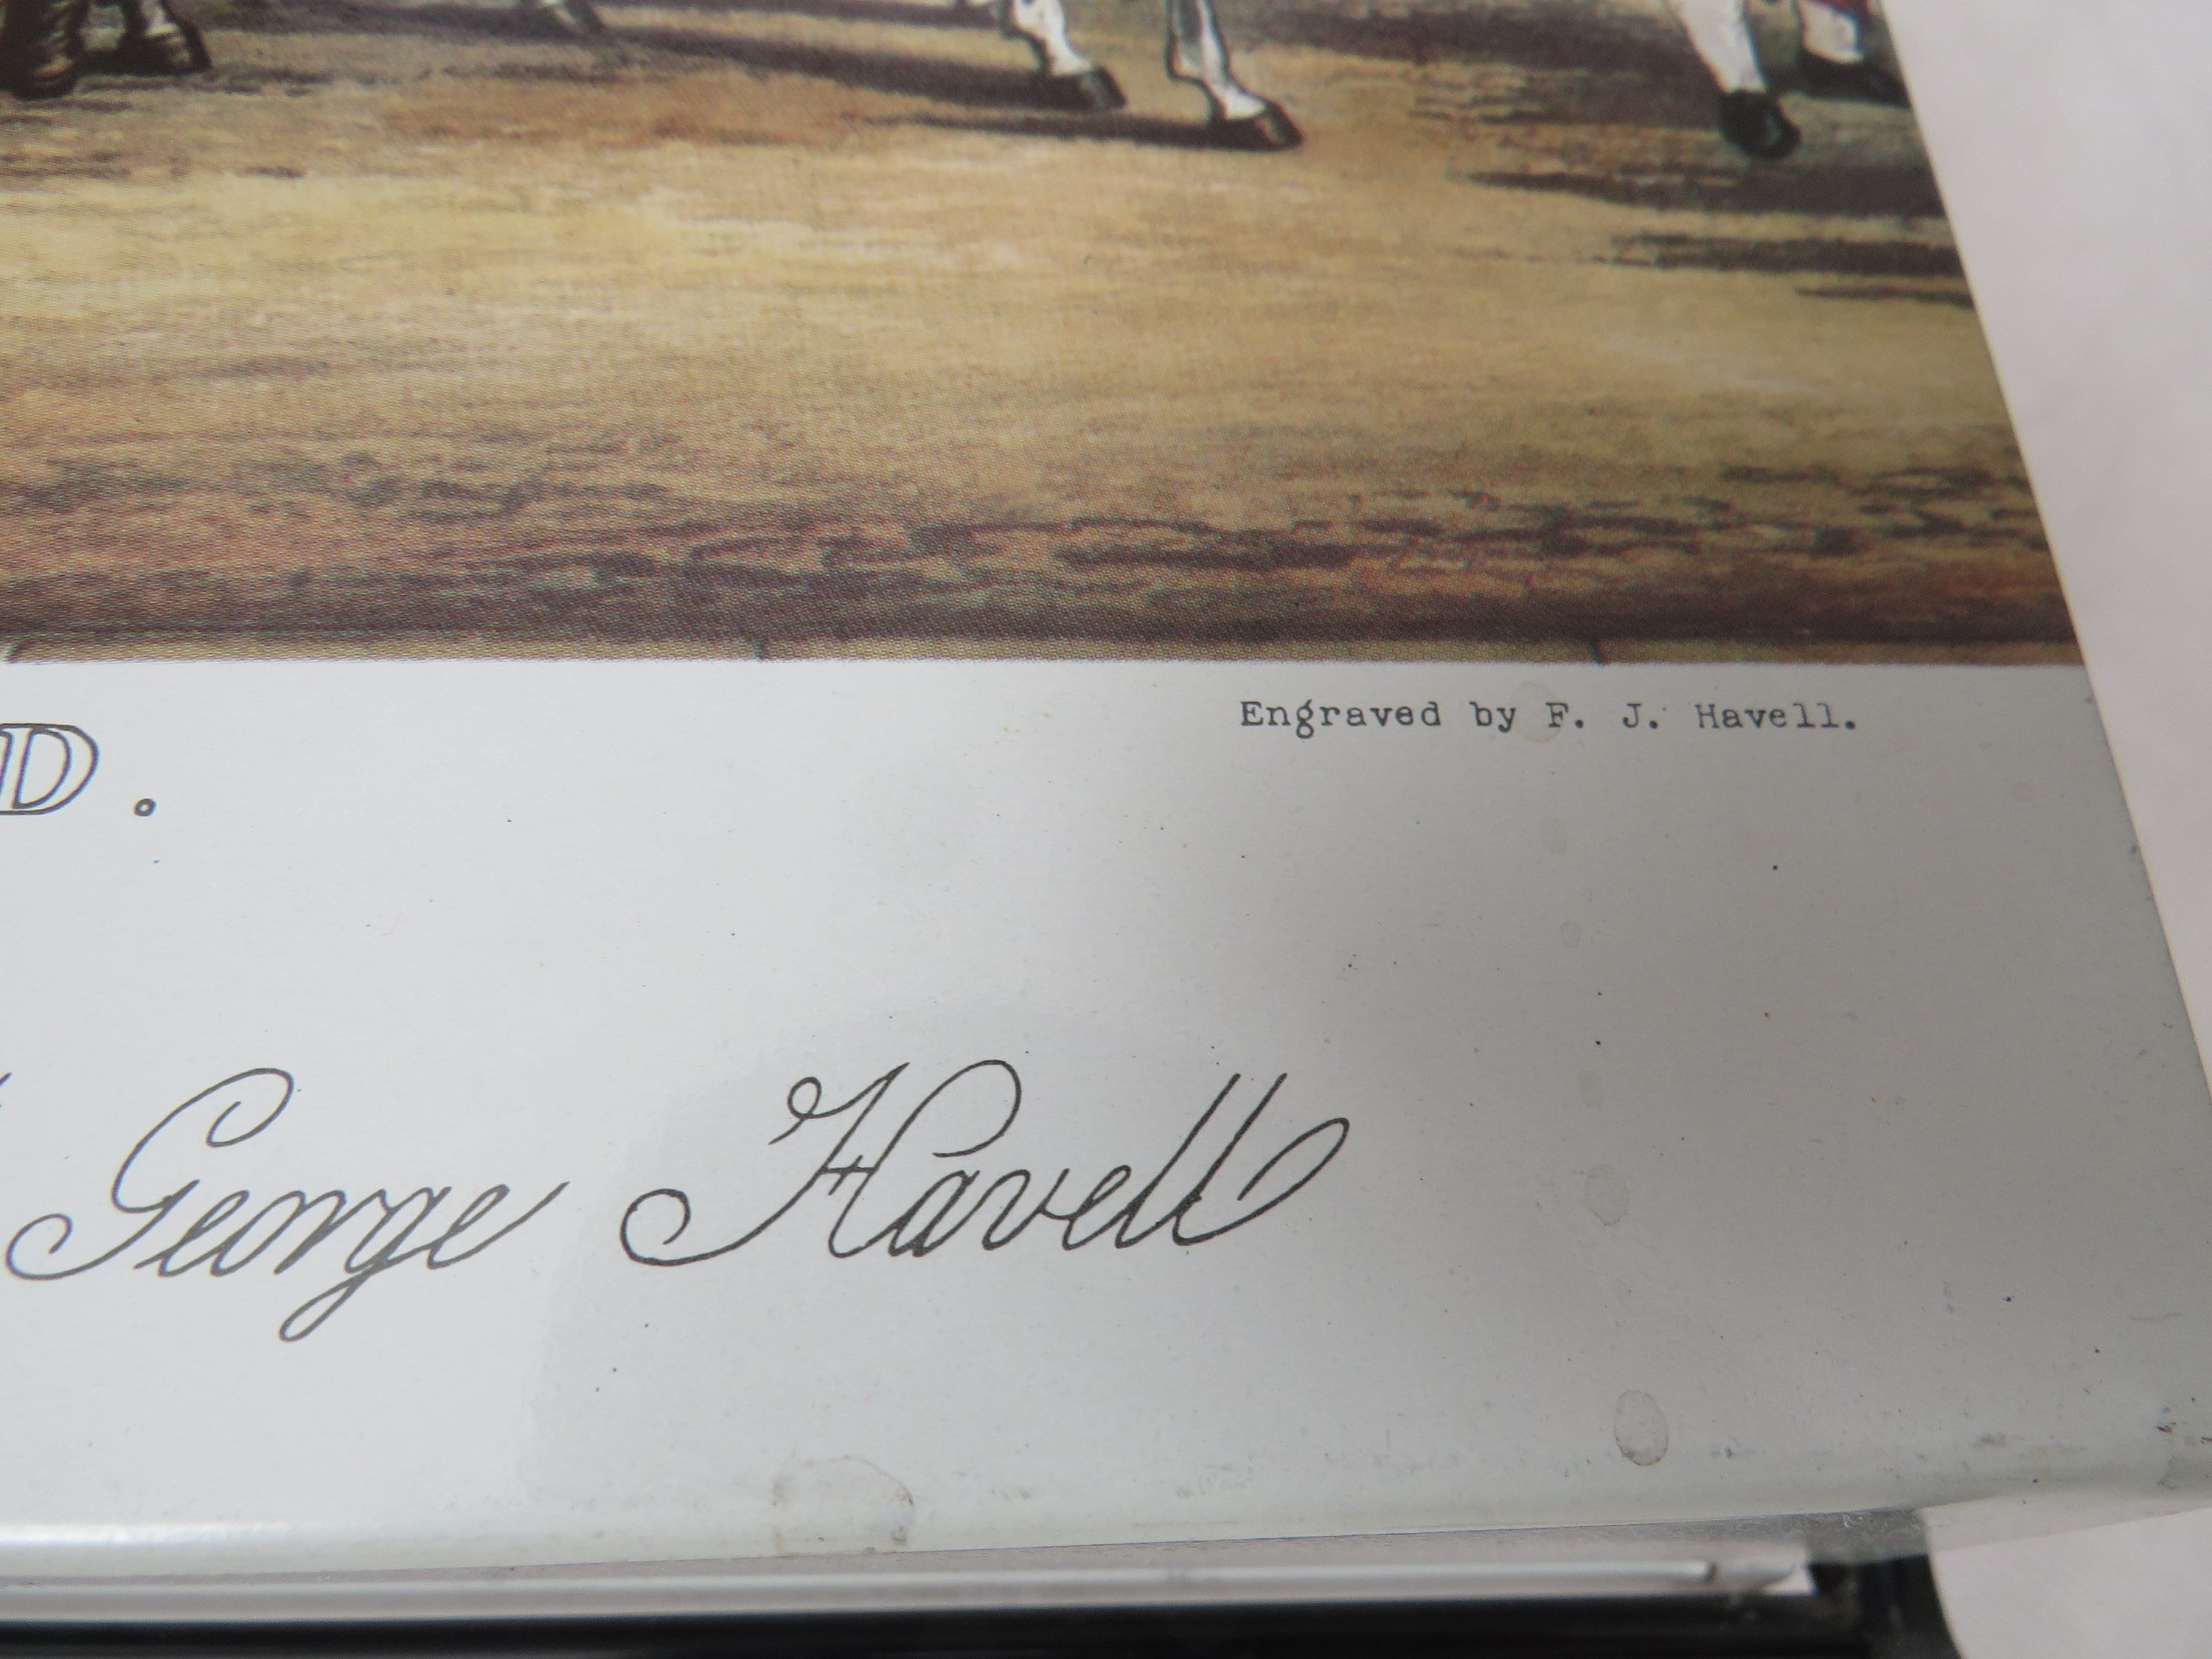 Engraved by F. J. Havell.
D.
George Havell